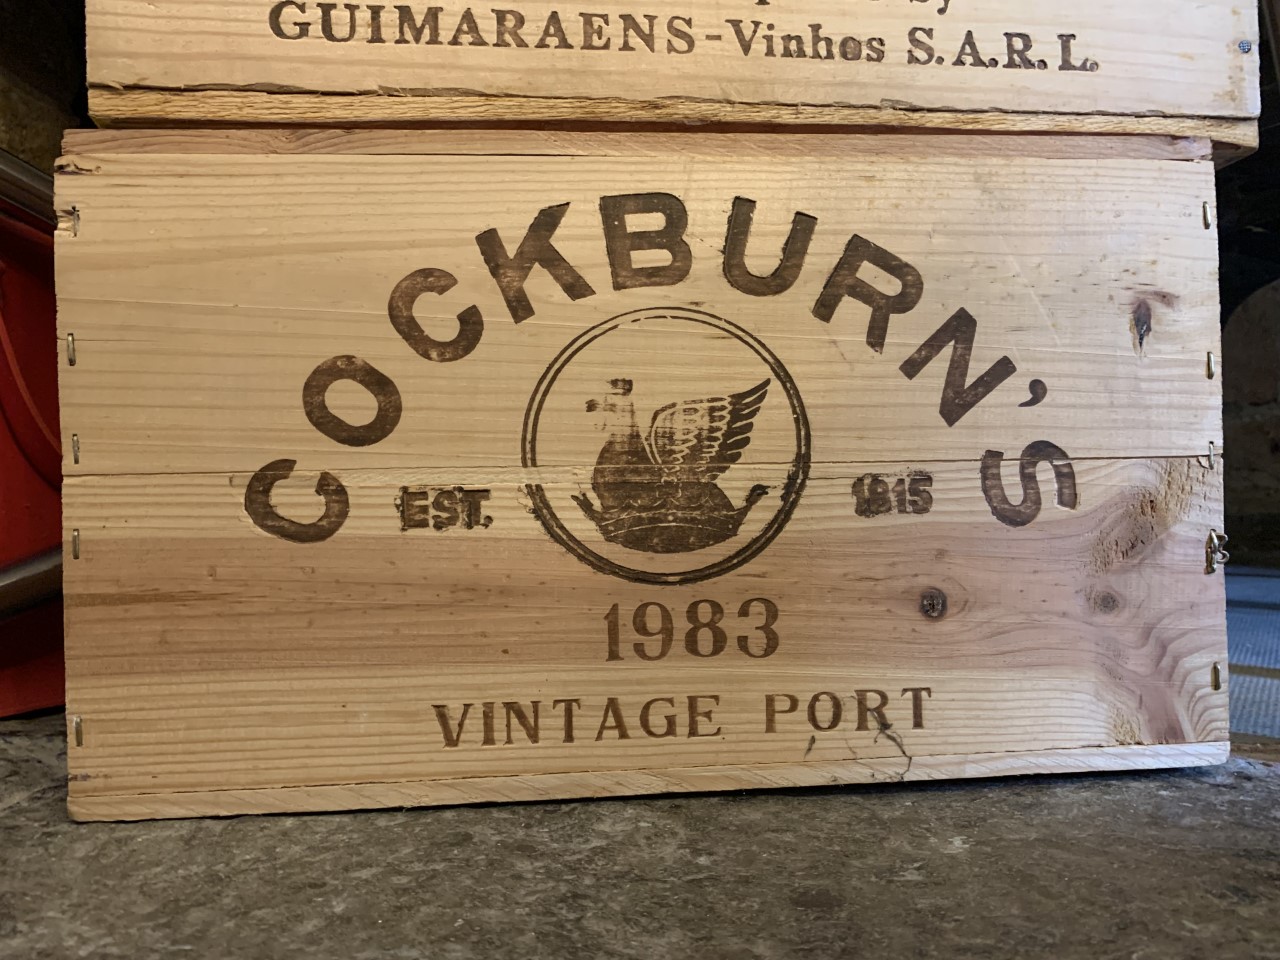 GUIMARAENS-Vinhos S.A.R.L.
COCKBURN'S
EST. 1815
1983
VINTAGE PORT